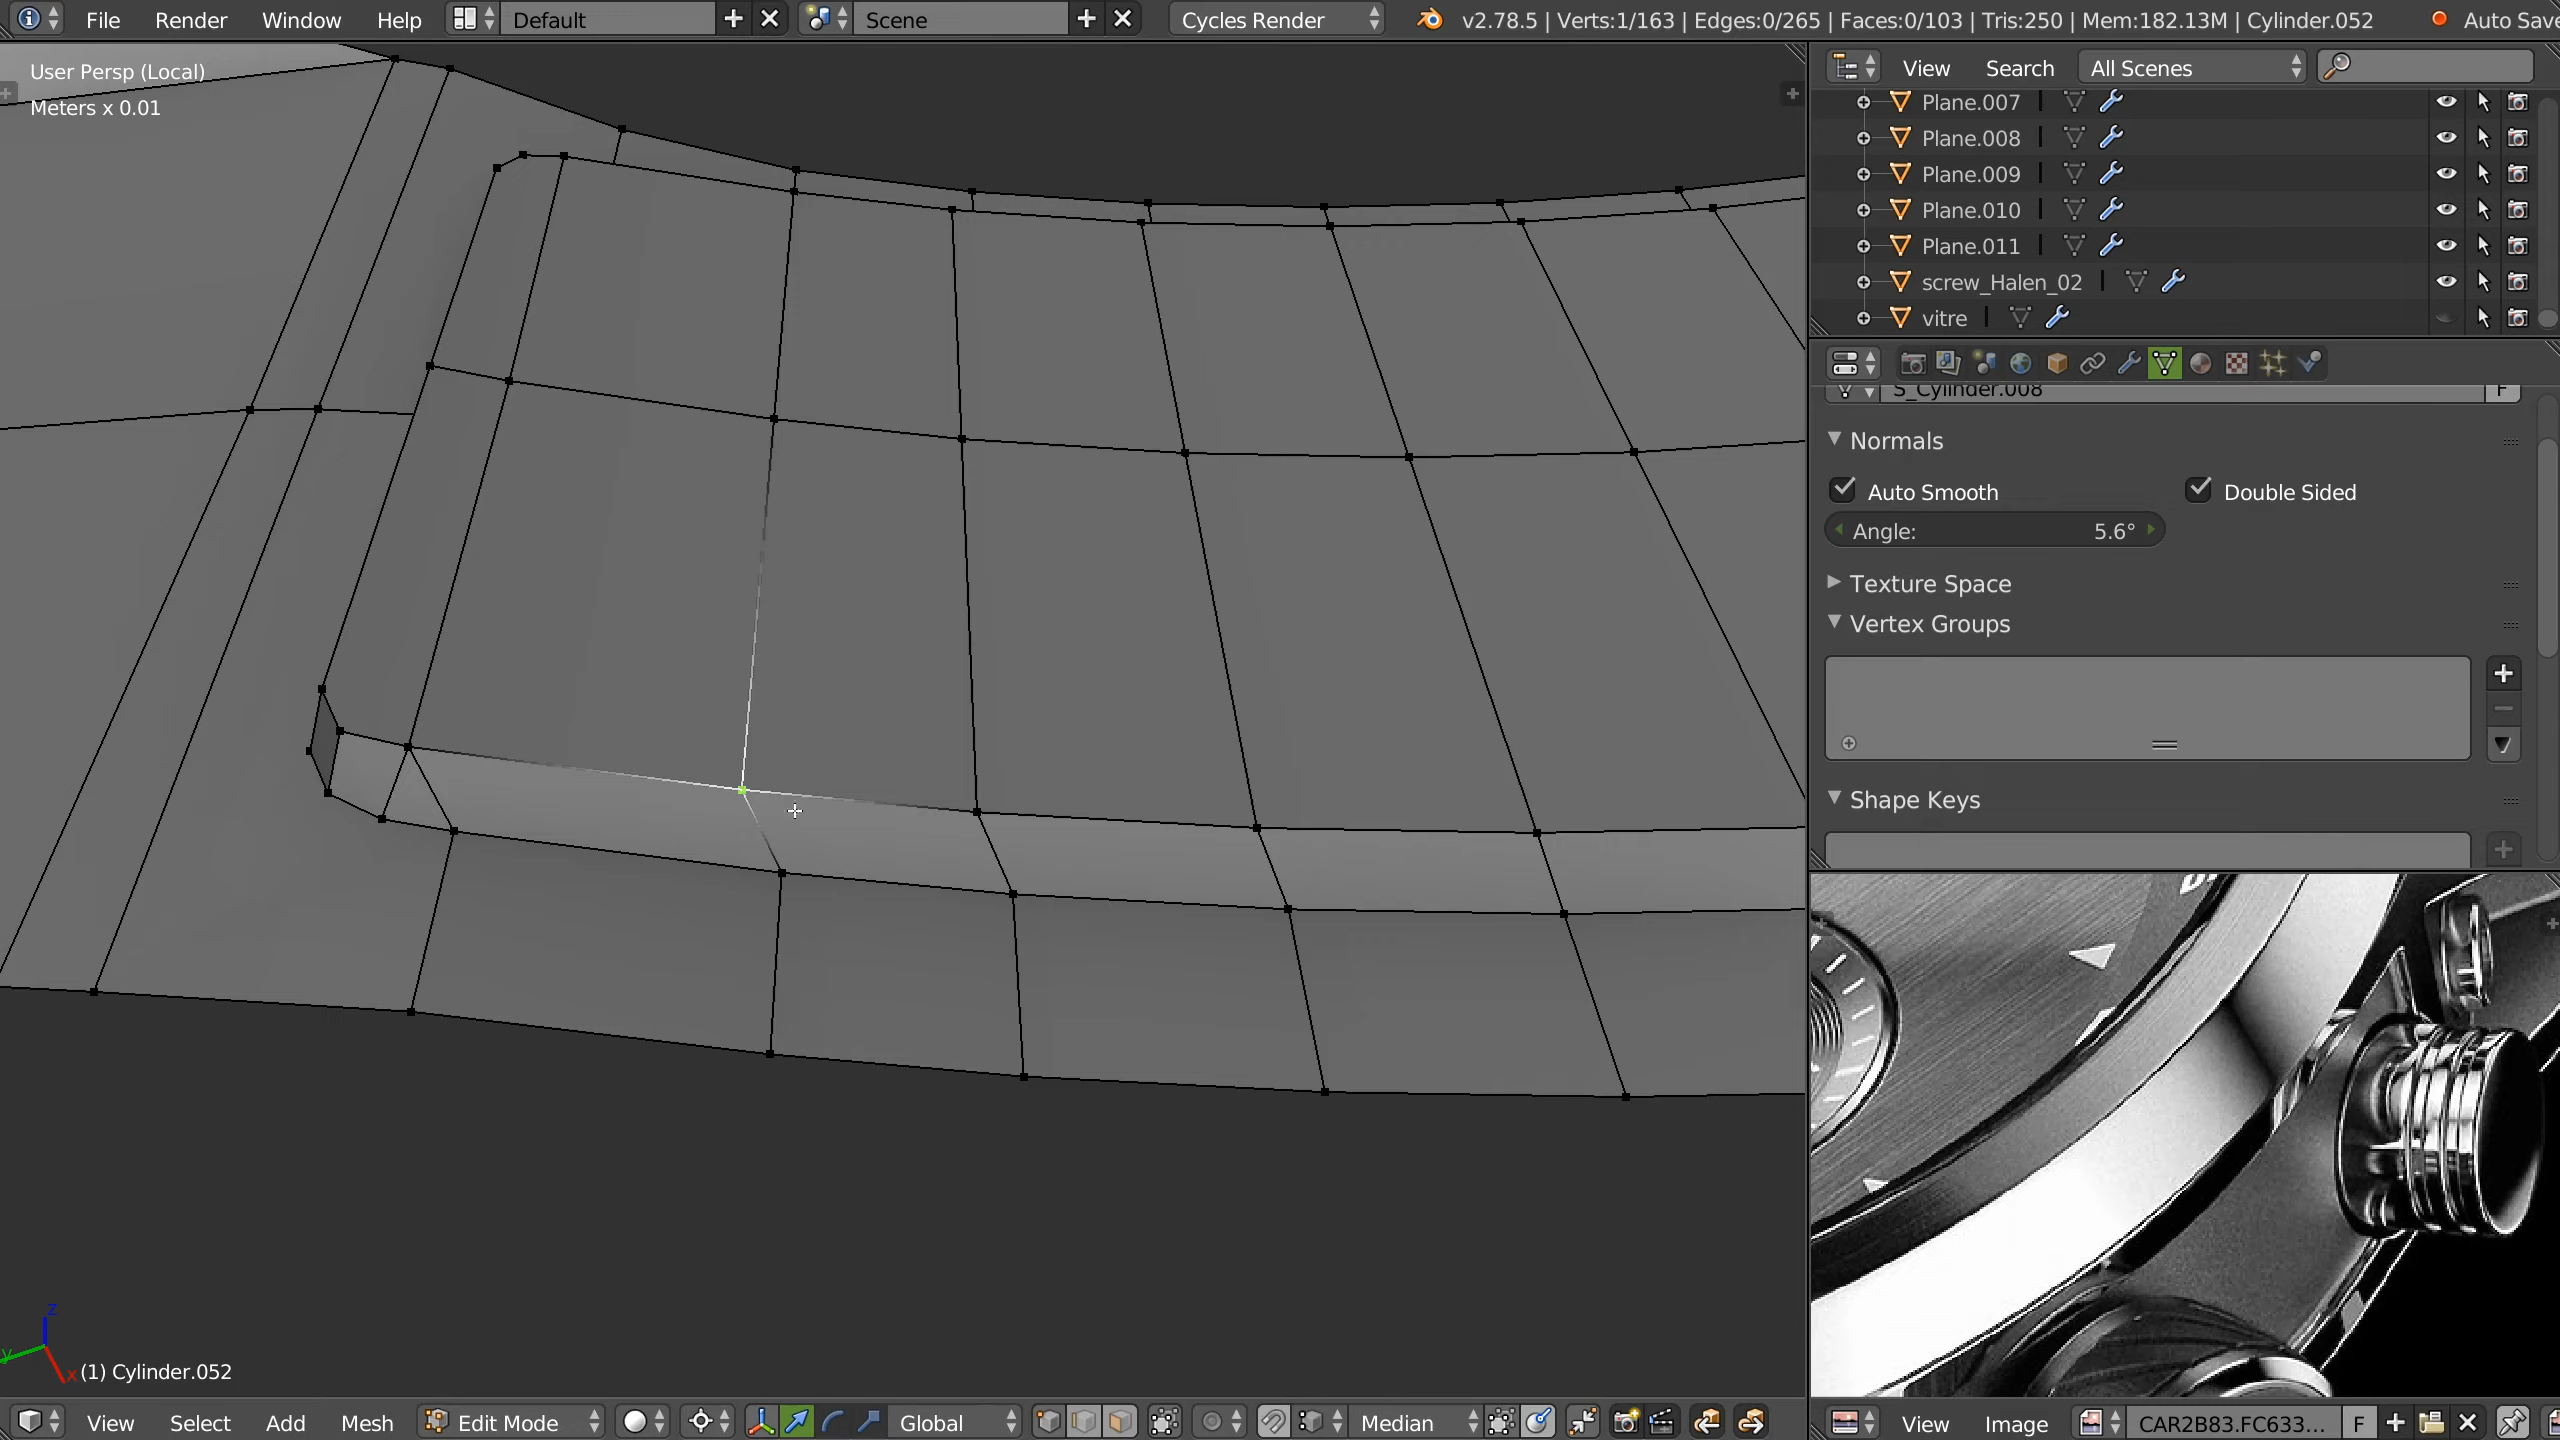 File Render Window Help Default Scene Cycles Render v2.78.5 | Verts:1/163 | Edges:0/265 | Faces:0/103 | Tris:250 | Mem:182.13M | Cylinder.052 Auto Save
User Persp (Local)
Meters x 0.01
View Search All Scenes
Plane.007
Plane.008
Plane.009
Plane.010
Plane.011
screw_Halen_02
vitre
S_Cylinder.008 F
Normals
Auto Smooth Double Sided
Angle: 5.6°
Texture Space
Vertex Groups
Shape Keys
z
y
x
(1) Cylinder.052
View Select Add Mesh Edit Mode Global Median
View Image CAR2B83.FC633... F